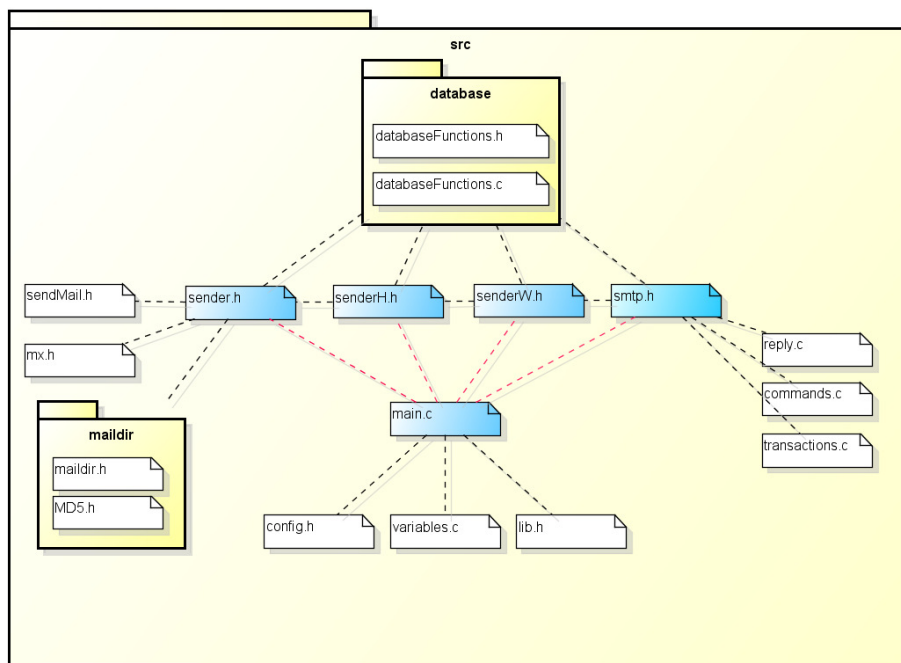 src
database
databaseFunctions.h
databaseFunctions.c
sendMail.h
sender.h
senderH.h
senderW.h
smtp.h
mx.h
reply.c
commands.c
transactions.c
main.c
maildir
maildir.h
MD5.h
config.h
variables.c
lib.h